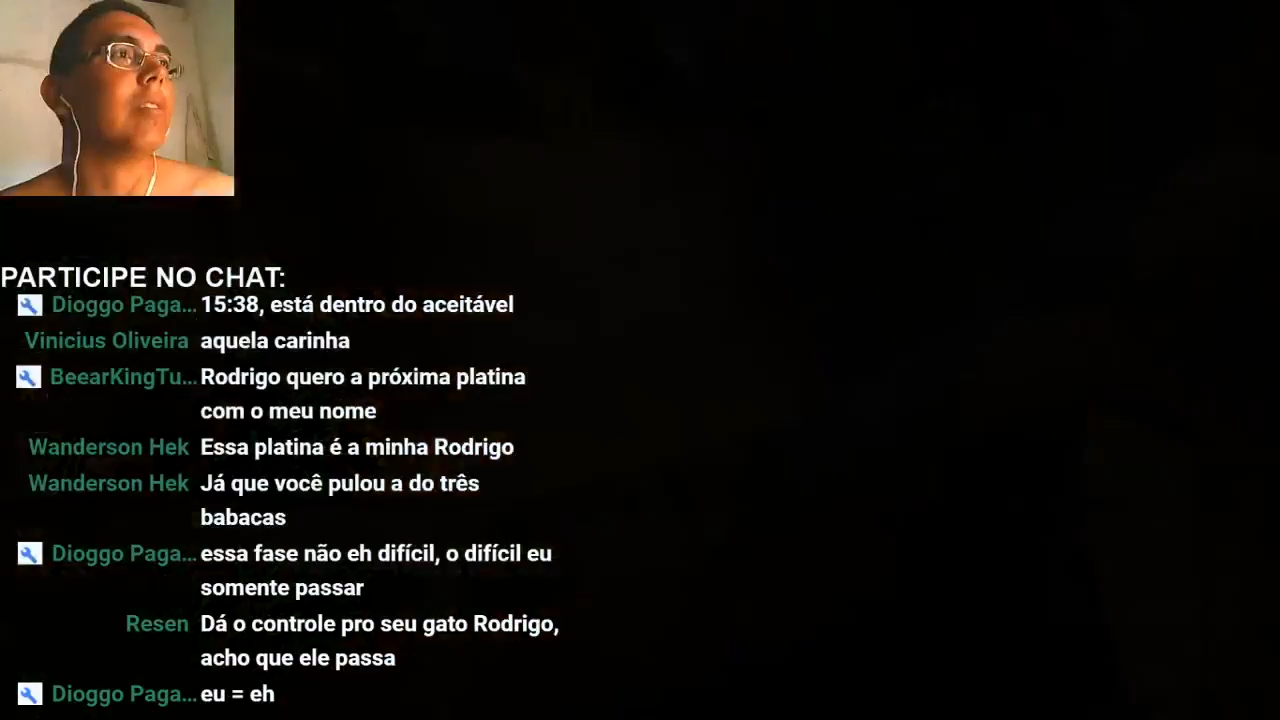 PARTICIPE NO CHAT:
Dioggo Paga... 15:38, está dentro do aceitável
Vinicius Oliveira aquela carinha
BeearKingTu... Rodrigo quero a próxima platina
com o meu nome
Wanderson Hek Essa platina é a minha Rodrigo
Wanderson Hek Já que você pulou a do três
babacas
Dioggo Paga... essa fase não eh difícil, o difícil eu
somente passar
Resen Dá o controle pro seu gato Rodrigo,
acho que ele passa
Dioggo Paga... eu = eh